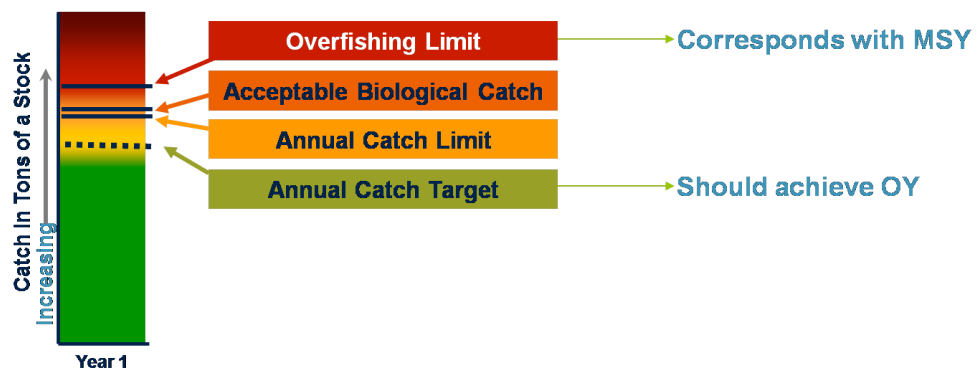 Overfishing Limit
Corresponds with MSY
Acceptable Biological Catch
Annual Catch Limit
Annual Catch Target
Should achieve OY
Catch In Tons of a Stock
Increasing
Year 1